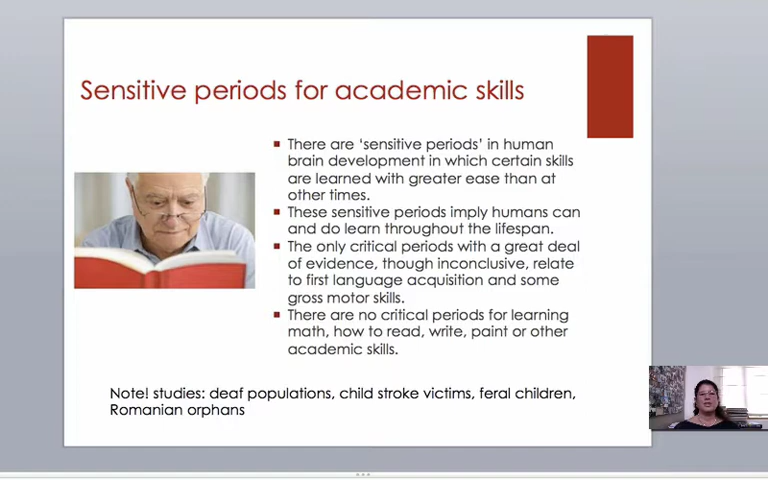 Sensitive periods for academic skills
There are ‘sensitive periods’ in human
brain development in which certain skills
are learned with greater ease than at
other times.
These sensitive periods imply humans can
and do learn throughout the lifespan.
The only critical periods with a great deal
of evidence, though inconclusive, relate
to first language acquisition and some
gross motor skills.
There are no critical periods for learning
math, how to read, write, paint or other
academic skills.
Note! studies: deaf populations, child stroke victims, feral children,
Romanian orphans